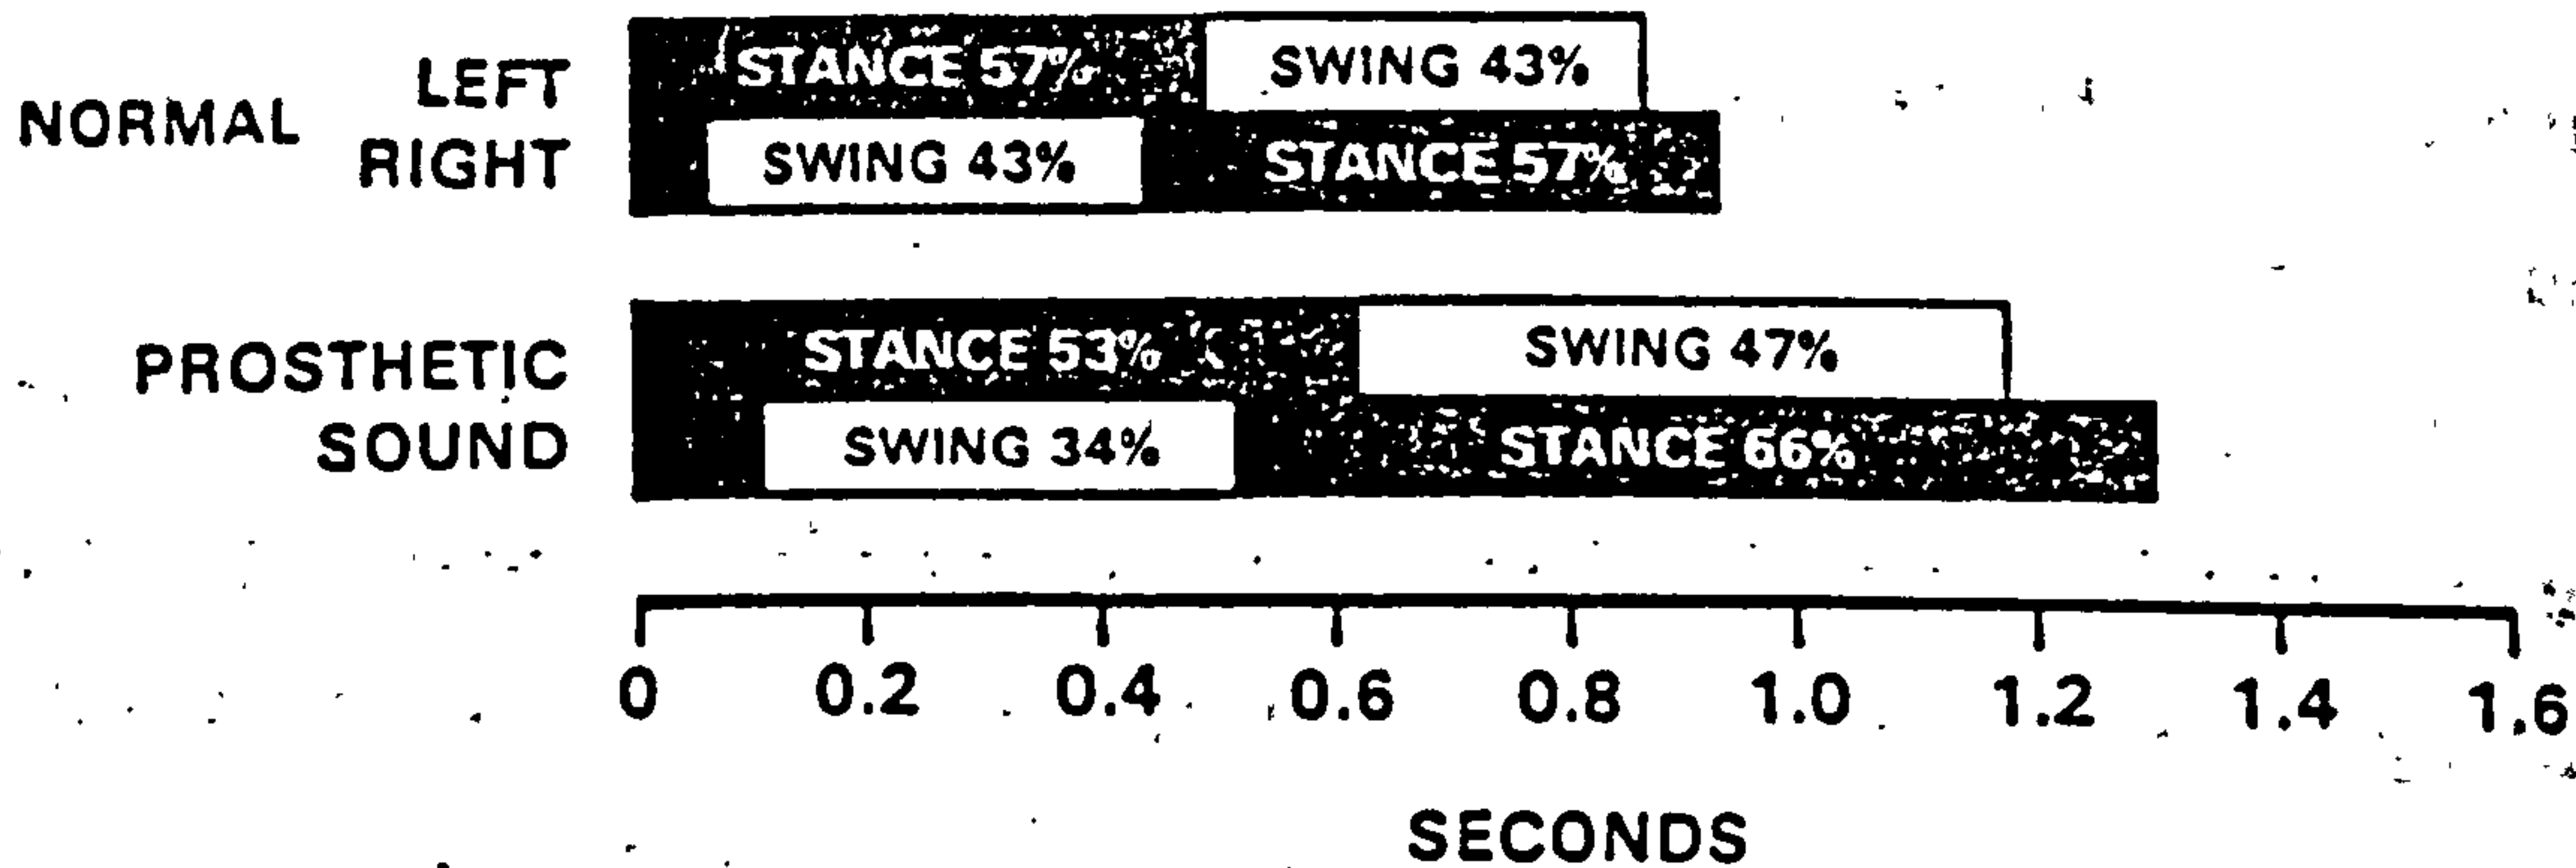 NORMAL LEFT STANCE 57% SWING 43%
RIGHT SWING 43% STANCE 57%
PROSTHETIC STANCE 53% SWING 47%
SOUND SWING 34% STANCE 66%
0 0.2 0.4 0.6 0.8 1.0 1.2 1.4 1.6
SECONDS